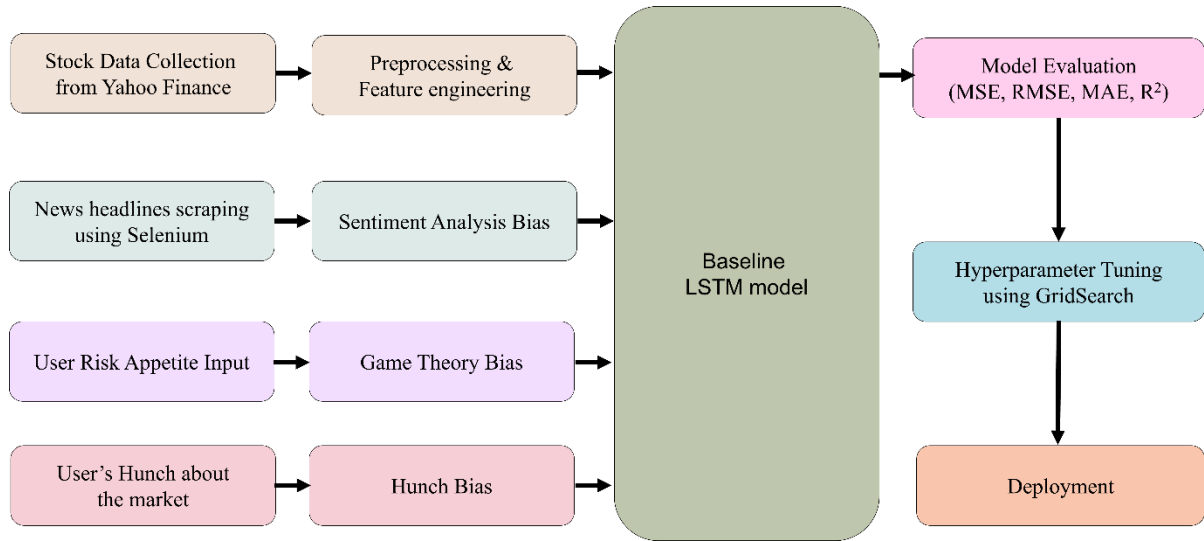 Stock Data Collection
from Yahoo Finance
Preprocessing &
Feature engineering
News headlines scraping
using Selenium
Sentiment Analysis Bias
User Risk Appetite Input
Game Theory Bias
User’s Hunch about
the market
Hunch Bias
Baseline
LSTM model
Model Evaluation
(MSE, RMSE, MAE, R²)
Hyperparameter Tuning
using GridSearch
Deployment